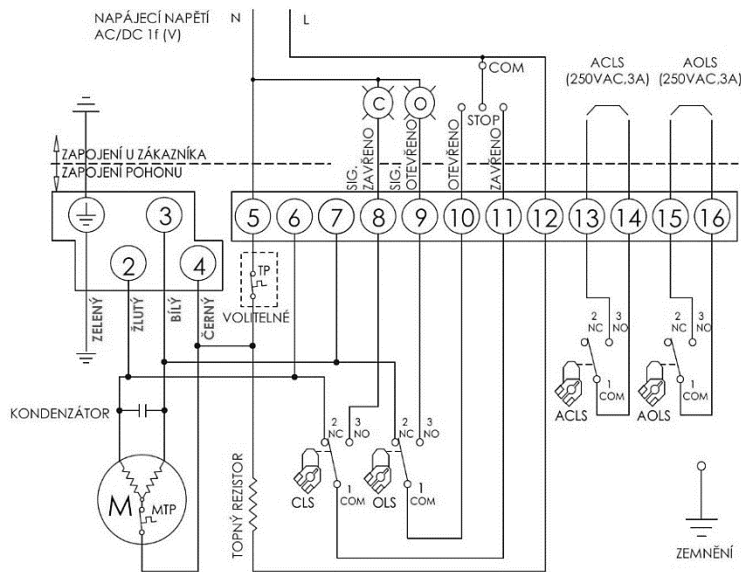 NAPÁJECÍ NAPĚTÍ
AC/DC 1f (V)
N
L
COM
STOP
C
O
ACLS
(250VAC,3A)
AOLS
(250VAC,3A)
ZAPOJENÍ U ZÁKAZNÍKA
ZAPOJENÍ POHONU
SIG.
ZAVŘENO
SIG.
OTEVŘENO
OTEVŘENO
ZAVŘENO
3
5
6
7
8
9
10
11
12
13
14
15
16
2
4
TP
VOLITELNÉ
ZELENÝ
ŽLUTÝ
BÍLÝ
ČERNÝ
2
NC
3
NO
1
COM
ACLS
2
NC
3
NO
1
COM
AOLS
KONDENZÁTOR
2
NC
3
NO
1
COM
CLS
2
NC
3
NO
1
COM
OLS
M
MTP
TOPNÝ REZISTOR
ZEMNĚNÍ